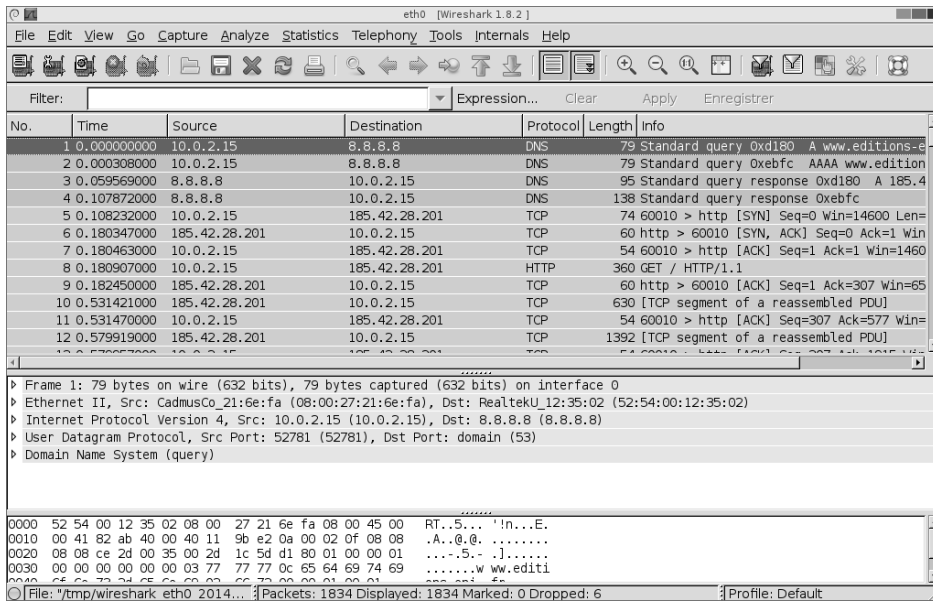 eth0 [Wireshark 1.8.2 ]
File Edit View Go Capture Analyze Statistics Telephony Tools Internals Help
Filter: Expression... Clear Apply Enregistrer
No. Time Source Destination Protocol Length Info
1 0.000000000 10.0.2.15 8.8.8.8 DNS 79 Standard query 0xd180 A www.editions-e
2 0.000308000 10.0.2.15 8.8.8.8 DNS 79 Standard query 0xebfc AAAA www.edition
3 0.059569000 8.8.8.8 10.0.2.15 DNS 95 Standard query response 0xd180 A 185.4
4 0.107872000 8.8.8.8 10.0.2.15 DNS 138 Standard query response 0xebfc
5 0.108232000 10.0.2.15 185.42.28.201 TCP 74 60010 > http [SYN] Seq=0 Win=14600 Len=
6 0.180347000 185.42.28.201 10.0.2.15 TCP 60 http > 60010 [SYN, ACK] Seq=0 Ack=1 Win
7 0.180463000 10.0.2.15 185.42.28.201 TCP 54 60010 > http [ACK] Seq=1 Ack=1 Win=1460
8 0.180907000 10.0.2.15 185.42.28.201 HTTP 360 GET / HTTP/1.1
9 0.182450000 185.42.28.201 10.0.2.15 TCP 60 http > 60010 [ACK] Seq=1 Ack=307 Win=65
10 0.531421000 185.42.28.201 10.0.2.15 TCP 630 [TCP segment of a reassembled PDU]
11 0.531470000 10.0.2.15 185.42.28.201 TCP 54 60010 > http [ACK] Seq=307 Ack=577 Win=
12 0.579919000 185.42.28.201 10.0.2.15 TCP 1392 [TCP segment of a reassembled PDU]
Frame 1: 79 bytes on wire (632 bits), 79 bytes captured (632 bits) on interface 0
Ethernet II, Src: CadmusCo_21:6e:fa (08:00:27:21:6e:fa), Dst: RealtekU_12:35:02 (52:54:00:12:35:02)
Internet Protocol Version 4, Src: 10.0.2.15 (10.0.2.15), Dst: 8.8.8.8 (8.8.8.8)
User Datagram Protocol, Src Port: 52781 (52781), Dst Port: domain (53)
Domain Name System (query)
0000 52 54 00 12 35 02 08 00 27 21 6e fa 08 00 45 00 RT..5... '!n...E.
0010 00 41 82 ab 40 00 40 11 9b e2 0a 00 02 0f 08 08 .A..@.@. ........
0020 08 08 ce 2d 00 35 00 2d 1c 5d d1 80 01 00 00 01 ...-.5.- .]......
0030 00 00 00 00 00 00 03 77 77 77 0c 65 64 69 74 69 .......w ww.editi
File: "/tmp/wireshark_eth0_2014... Packets: 1834 Displayed: 1834 Marked: 0 Dropped: 6 Profile: Default